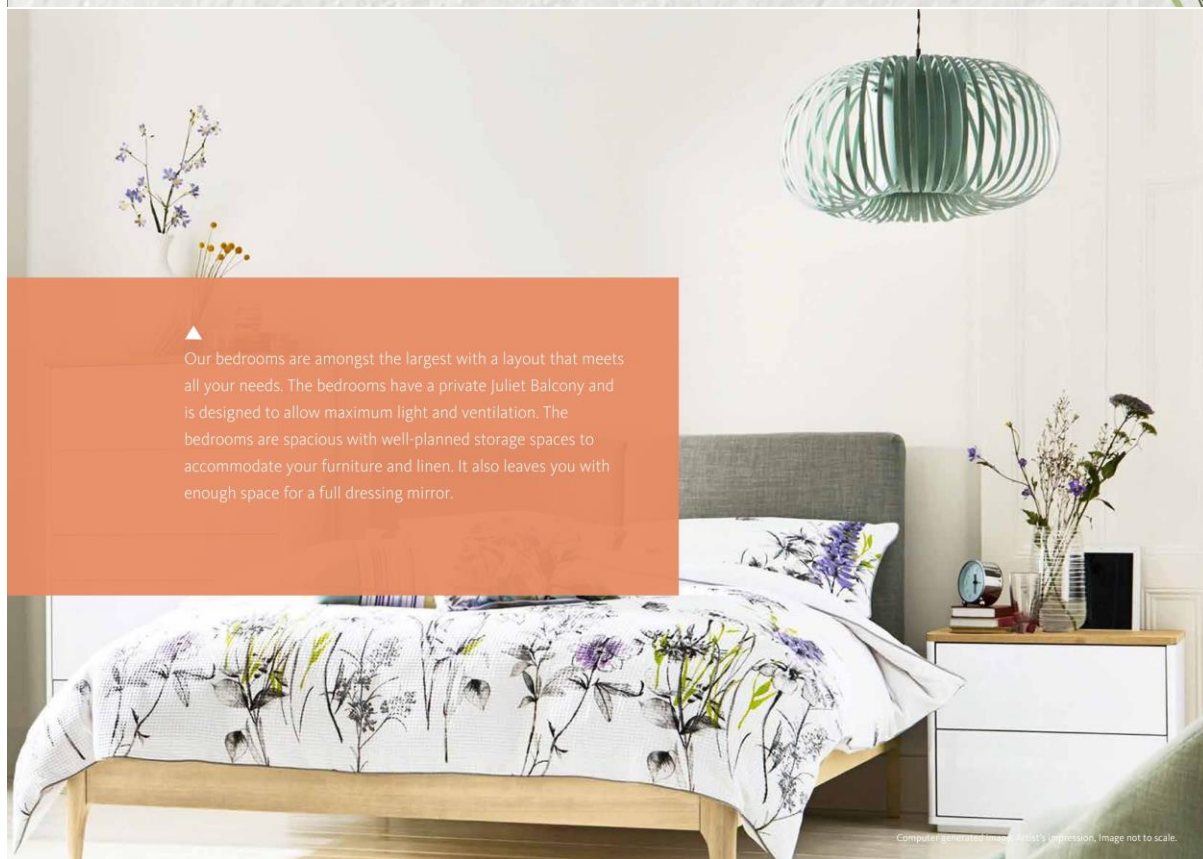 Our bedrooms are amongst the largest with a layout that meets
all your needs. The bedrooms have a private Juliet Balcony and
is designed to allow maximum light and ventilation. The
bedrooms are spacious with well-planned storage spaces to
accommodate your furniture and linen. It also leaves you with
enough space for a full dressing mirror.
Computer generated image. Artist's impression, Image not to scale.